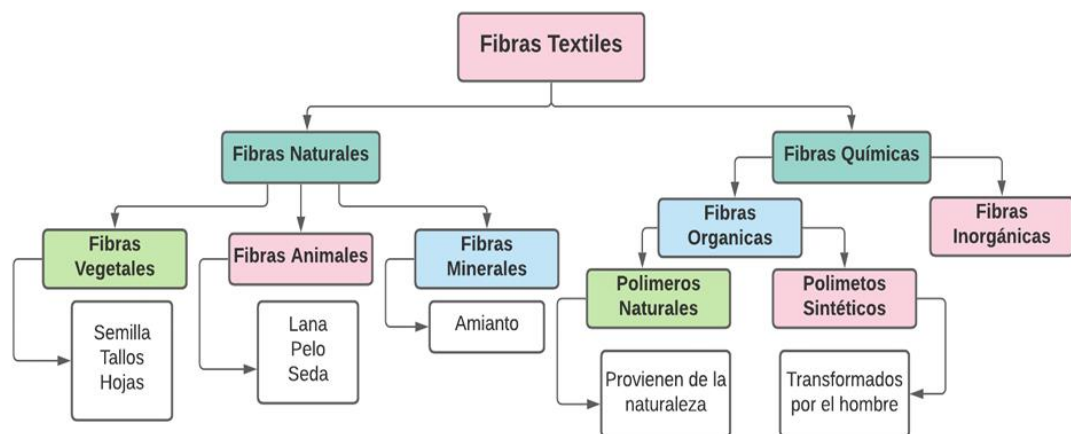 Fibras Textiles
Fibras Naturales
Fibras Químicas
Fibras
Vegetales
Fibras Animales
Fibras
Minerales
Fibras
Organicas
Fibras
Inorgánicas
Semilla
Tallos
Hojas
Lana
Pelo
Seda
Amianto
Polimeros
Naturales
Polimetos
Sintéticos
Provienen de la
naturaleza
Transformados
por el hombre